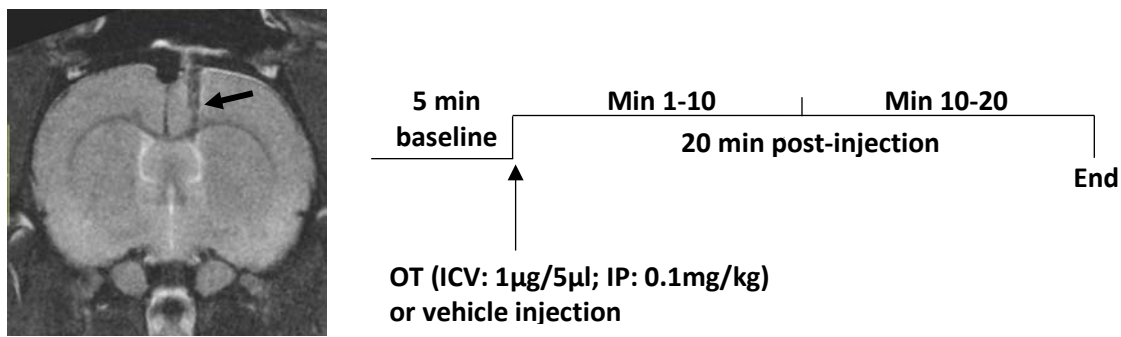 5 min
baseline
Min 1-10
Min 10-20
20 min post-injection
End
OT (ICV: 1µg/5µl; IP: 0.1mg/kg)
or vehicle injection